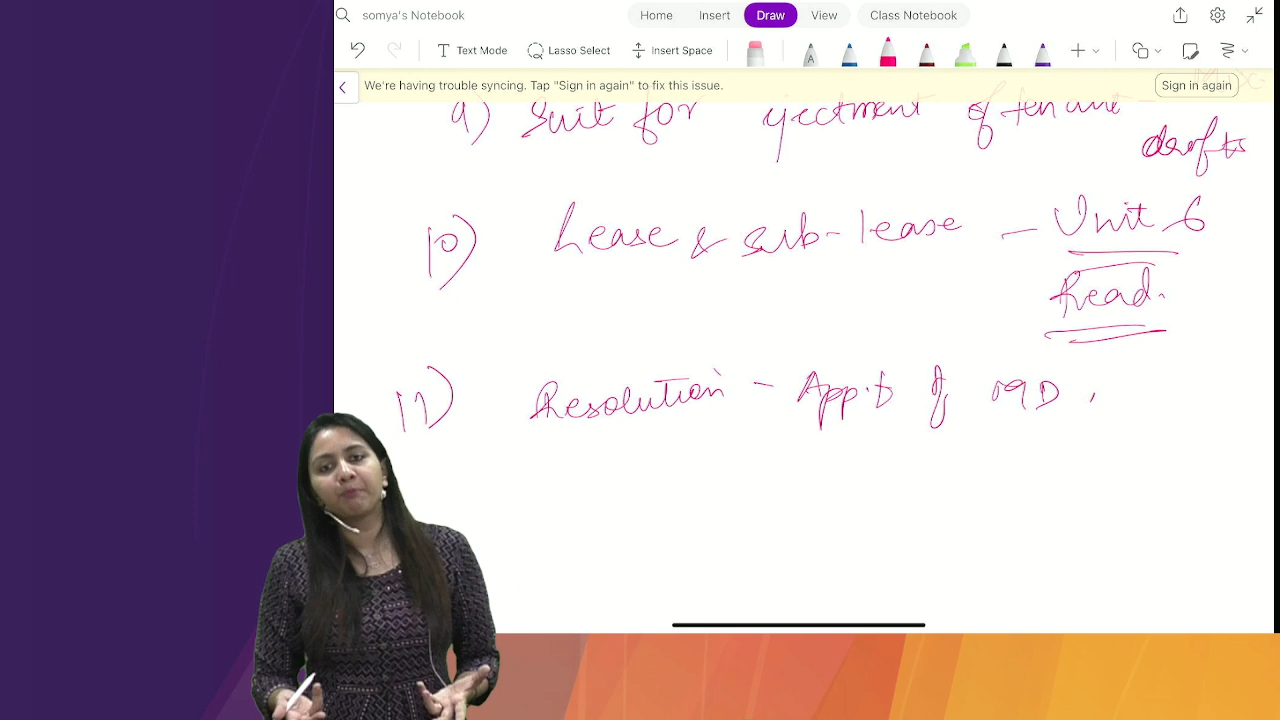 somya's Notebook
Home Insert Draw View Class Notebook
Text Mode Lasso Select Insert Space
We're having trouble syncing. Tap "Sign in again" to fix this issue. Sign in again
9) Suit for ejectment of tenant -
drafts
10) Lease & sub-lease - Unit 6
Read.
11) Resolution - App.t of MD,